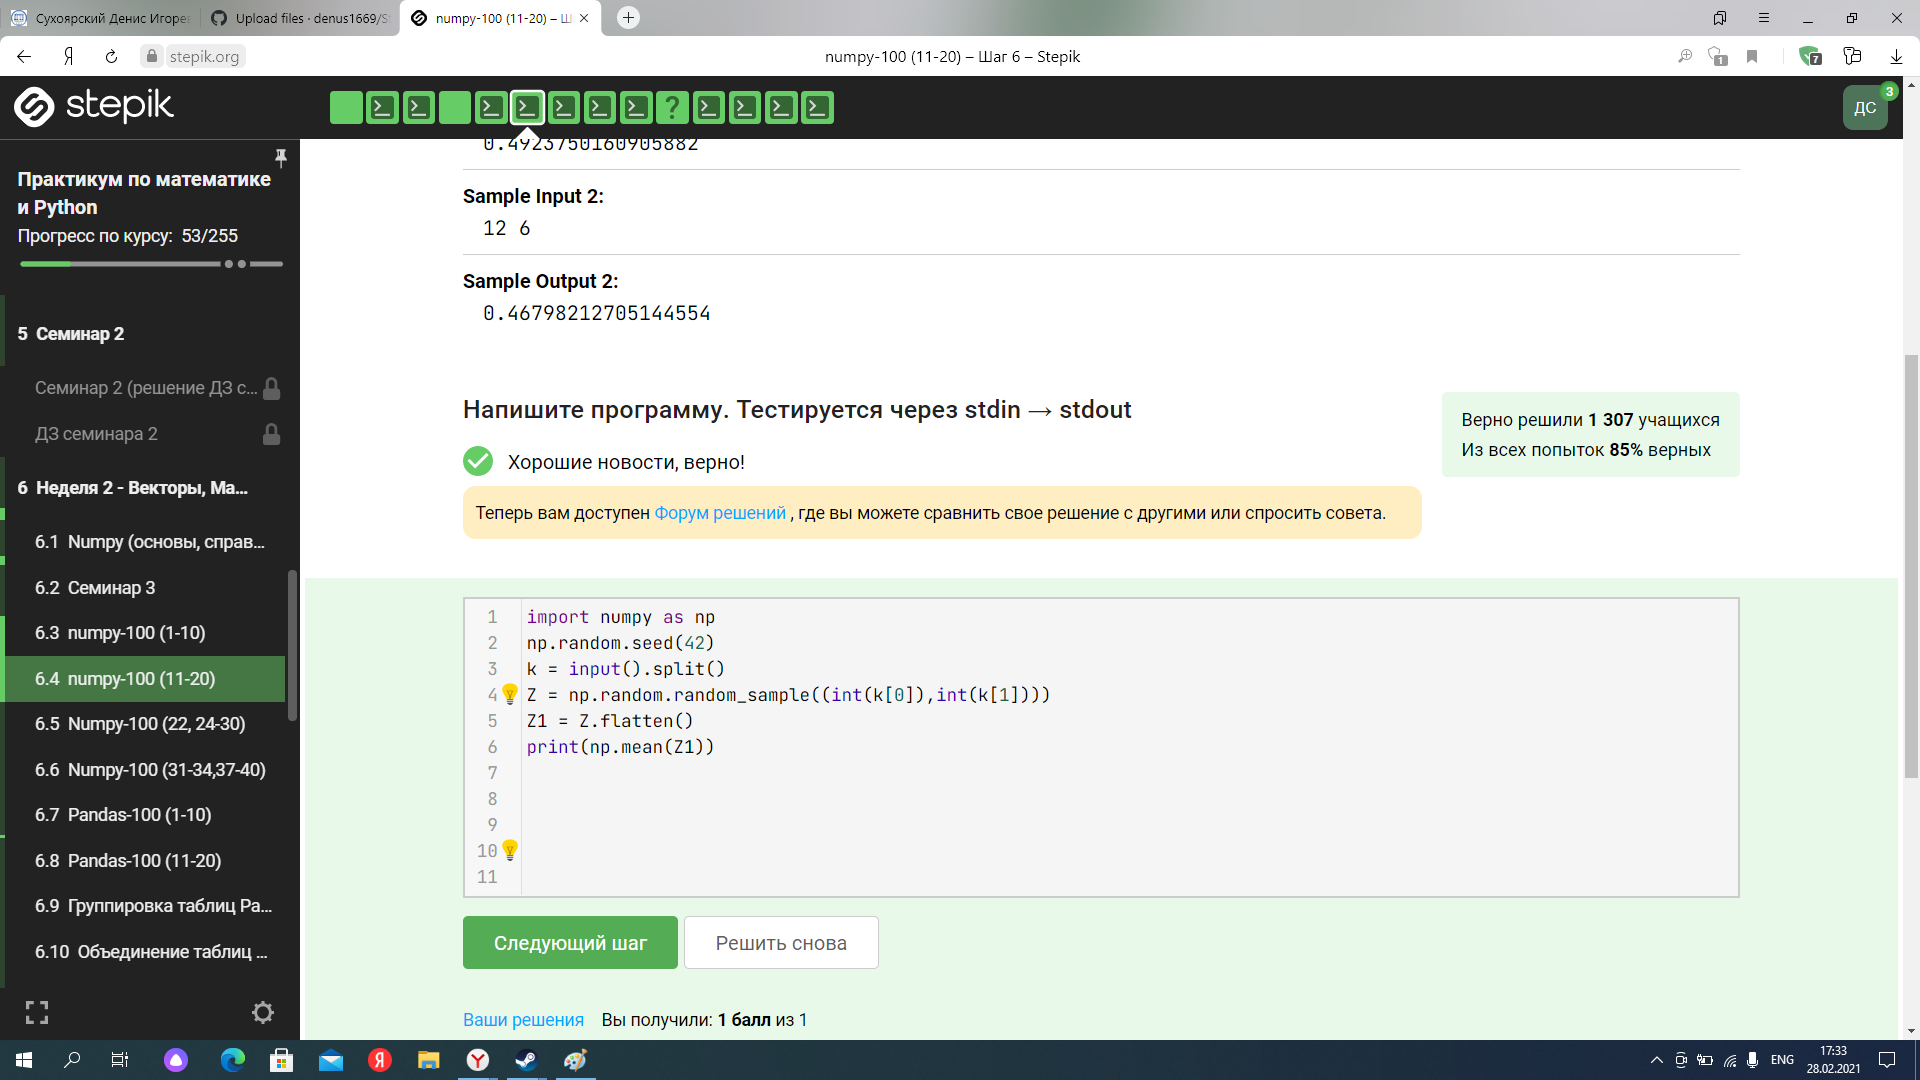 Сухоярский Денис Игорев
Upload files · denus1669/S
numpy-100 (11-20) – Ш
stepik.org
numpy-100 (11-20) – Шаг 6 – Stepik
1
7
stepik
?
ДС
3
Практикум по математике
и Python
Прогресс по курсу: 53/255
5 Семинар 2
Семинар 2 (решение ДЗ с...
ДЗ семинара 2
6 Неделя 2 - Векторы, Ма...
6.1 Numpy (основы, справ...
6.2 Семинар 3
6.3 numpy-100 (1-10)
6.4 numpy-100 (11-20)
6.5 Numpy-100 (22, 24-30)
6.6 Numpy-100 (31-34,37-40)
6.7 Pandas-100 (1-10)
6.8 Pandas-100 (11-20)
6.9 Группировка таблиц Pa...
6.10 Объединение таблиц ...
0.4923750160905882
Sample Input 2:
12 6
Sample Output 2:
0.46798212705144554
Напишите программу. Тестируется через stdin → stdout
Верно решили 1 307 учащихся
Из всех попыток 85% верных
Хорошие новости, верно!
Теперь вам доступен Форум решений , где вы можете сравнить свое решение с другими или спросить совета.
1 import numpy as np
2 np.random.seed(42)
3 k = input().split()
4 Z = np.random.random_sample((int(k[0]),int(k[1])))
5 Z1 = Z.flatten()
6 print(np.mean(Z1))
7
8
9
10
11
Следующий шаг
Решить снова
Ваши решения Вы получили: 1 балл из 1
ENG
17:33
28.02.2021